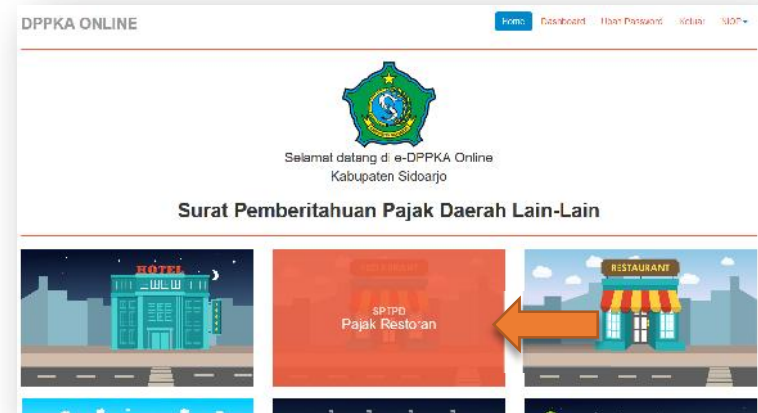 DPPKA ONLINE
Home Dashboard Ubah Password Keluar NIOP
Selamat datang di e-DPPKA Online
Kabupaten Sidoarjo
Surat Pemberitahuan Pajak Daerah Lain-Lain
HOTEL
SPTPD
Pajak Restoran
RESTAURANT